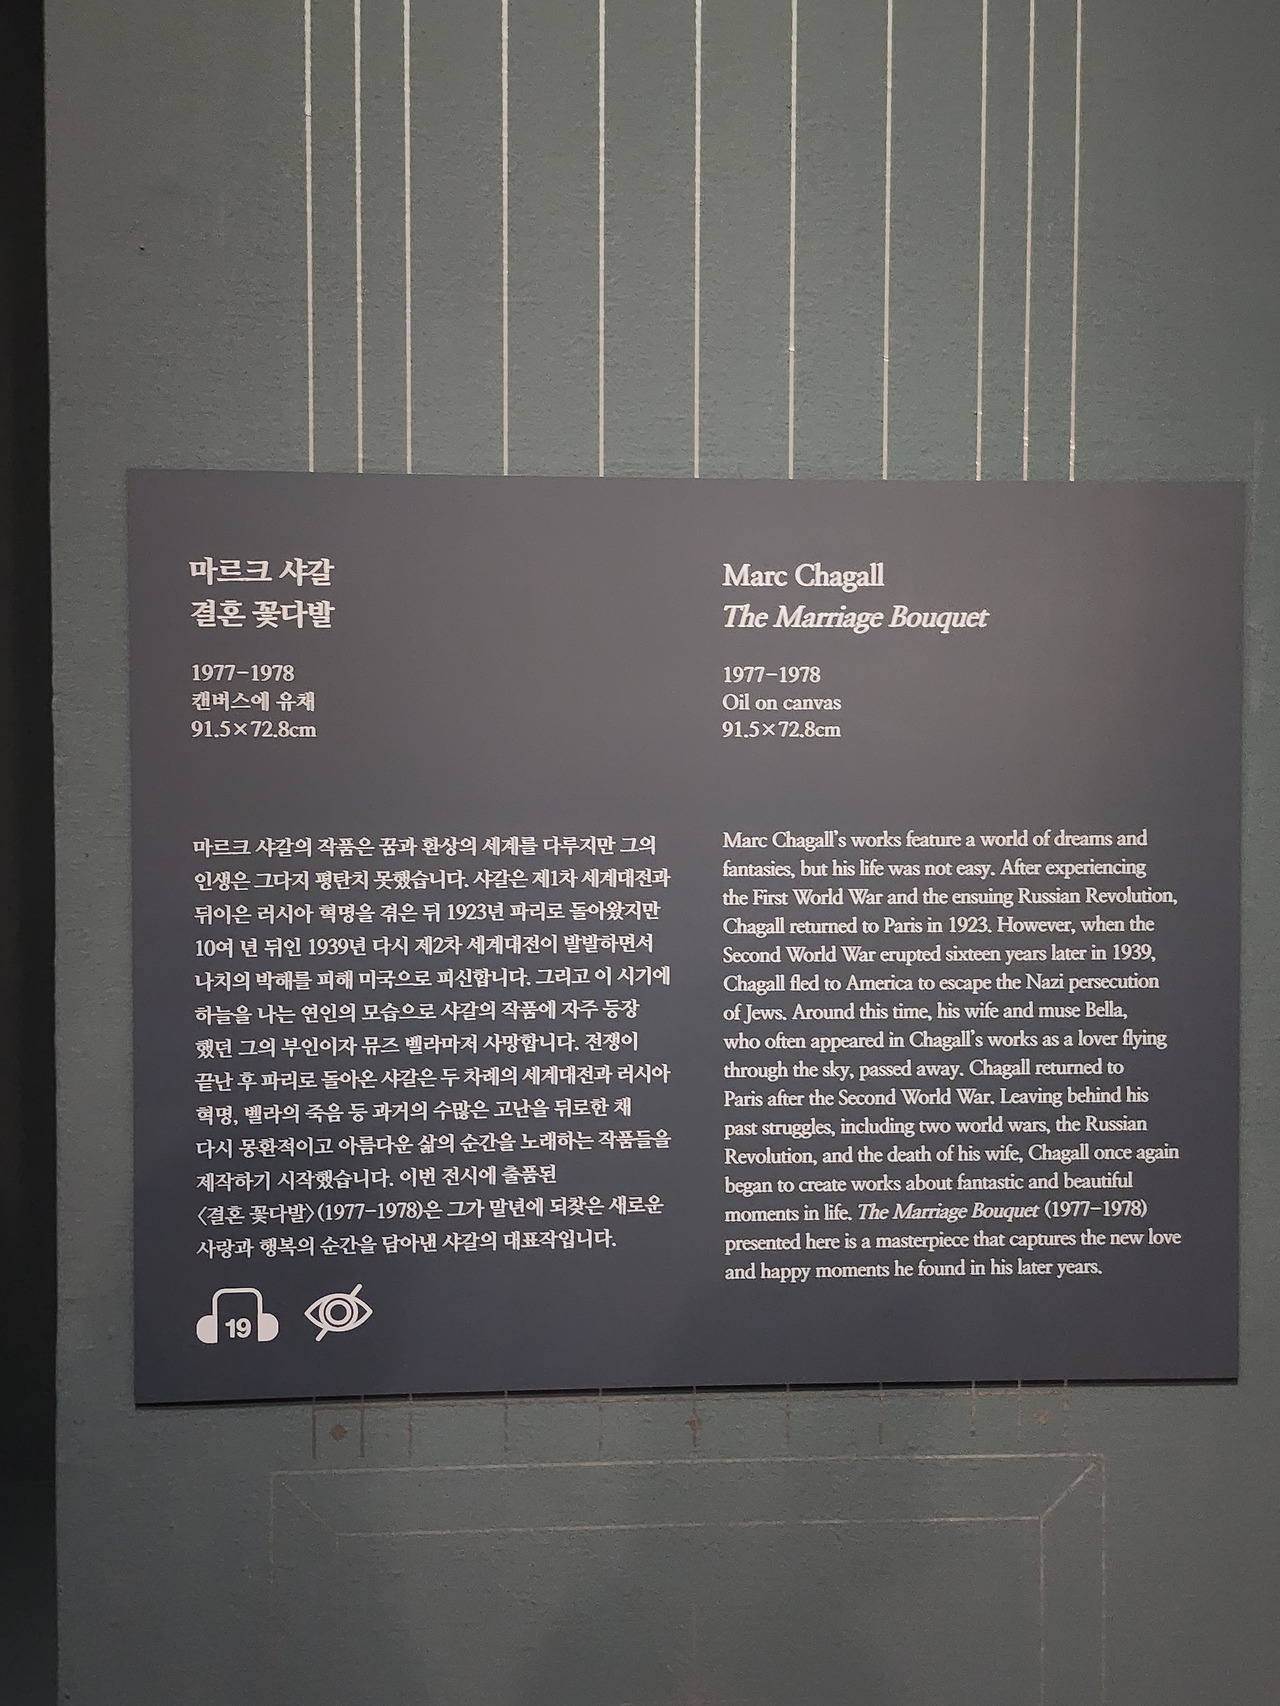 마르크 샤갈
결혼 꽃다발
1977-1978
캔버스에 유채
91.5×72.8cm
마르크 샤갈의 작품은 꿈과 환상의 세계를 다루지만 그의
인생은 그다지 평탄치 못했습니다. 샤갈은 제1차 세계대전과
뒤이은 러시아 혁명을 겪은 뒤 1923년 파리로 돌아왔지만
10여 년 뒤인 1939년 다시 제2차 세계대전이 발발하면서
나치의 박해를 피해 미국으로 피신합니다. 그리고 이 시기에
하늘을 나는 연인의 모습으로 샤갈의 작품에 자주 등장
했던 그의 부인이자 뮤즈 벨라마저 사망합니다. 전쟁이
끝난 후 파리로 돌아온 샤갈은 두 차례의 세계대전과 러시아
혁명, 벨라의 죽음 등 과거의 수많은 고난을 뒤로한 채
다시 몽환적이고 아름다운 삶의 순간을 노래하는 작품들을
제작하기 시작했습니다. 이번 전시에 출품된
〈결혼 꽃다발〉(1977-1978)은 그가 말년에 되찾은 새로운
사랑과 행복의 순간을 담아낸 샤갈의 대표작입니다.
19
Marc Chagall
The Marriage Bouquet
1977-1978
Oil on canvas
91.5×72.8cm
Marc Chagall's works feature a world of dreams and
fantasies, but his life was not easy. After experiencing
the First World War and the ensuing Russian Revolution,
Chagall returned to Paris in 1923. However, when the
Second World War erupted sixteen years later in 1939,
Chagall fled to America to escape the Nazi persecution
of Jews. Around this time, his wife and muse Bella,
who often appeared in Chagall's works as a lover flying
through the sky, passed away. Chagall returned to
Paris after the Second World War. Leaving behind his
past struggles, including two world wars, the Russian
Revolution, and the death of his wife, Chagall once again
began to create works about fantastic and beautiful
moments in life. The Marriage Bouquet (1977-1978)
presented here is a masterpiece that captures the new love
and happy moments he found in his later years.